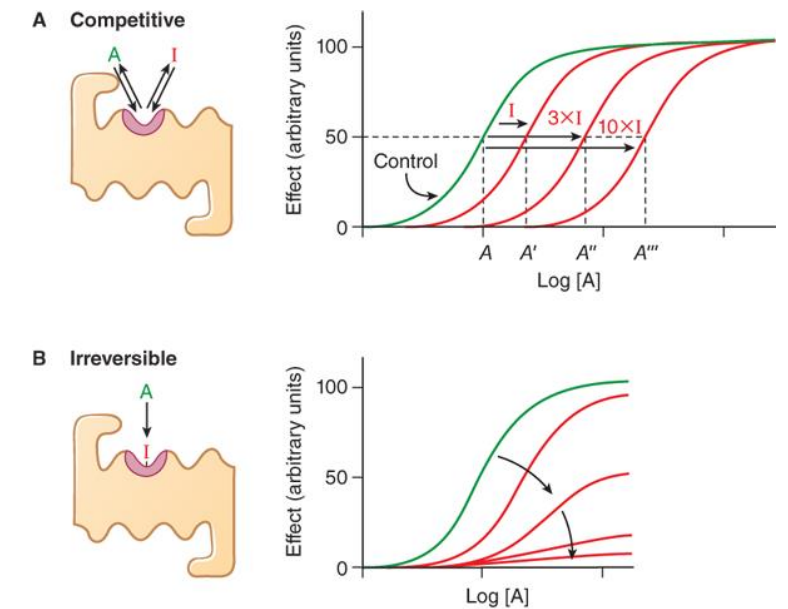 A Competitive
A I
Effect (arbitrary units)
100
50
0
Control
I
3×I
10×I
A A′ A″ A‴
Log [A]
B Irreversible
A
I
Effect (arbitrary units)
100
50
0
Log [A]